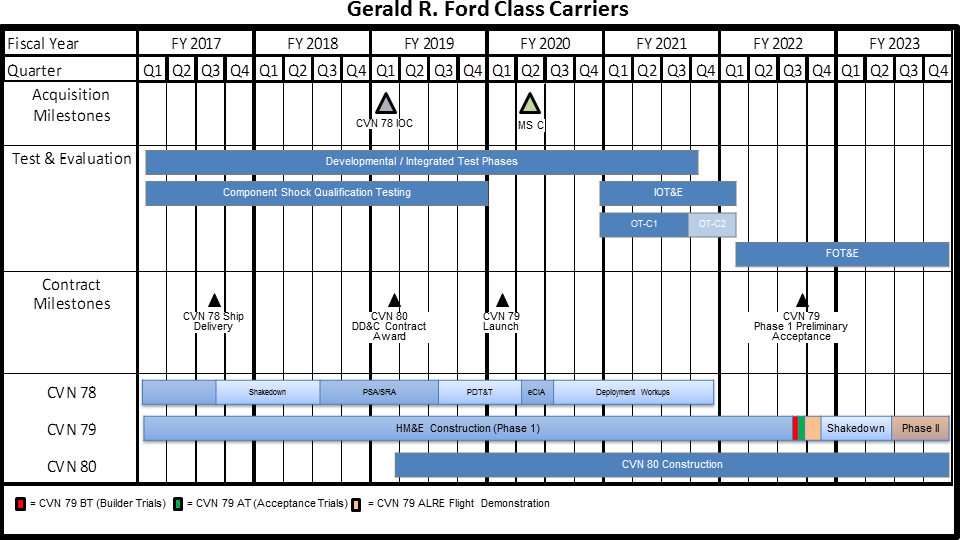 Gerald R. Ford Class Carriers
Fiscal Year FY 2017 FY 2018 FY 2019 FY 2020 FY 2021 FY 2022 FY 2023
Quarter Q1 Q2 Q3 Q4 Q1 Q2 Q3 Q4 Q1 Q2 Q3 Q4 Q1 Q2 Q3 Q4 Q1 Q2 Q3 Q4 Q1 Q2 Q3 Q4 Q1 Q2 Q3 Q4
Acquisition
Milestones
CVN 78 IOC
MS C
Test & Evaluation
Developmental / Integrated Test Phases
Component Shock Qualification Testing
IOT&E
OT-C1
OT-C2
FOT&E
Contract
Milestones
CVN 78 Ship
Delivery
CVN 80
DD&C Contract
Award
CVN 79
Launch
CVN 79
Phase 1 Preliminary
Acceptance
CVN 78
Shakedown
PSA/SRA
PDT&T
eCIA
Deployment Workups
CVN 79
HM&E Construction (Phase 1)
Shakedown
Phase II
CVN 80
CVN 80 Construction
= CVN 79 BT (Builder Trials)
= CVN 79 AT (Acceptance Trials)
= CVN 79 ALRE Flight Demonstration